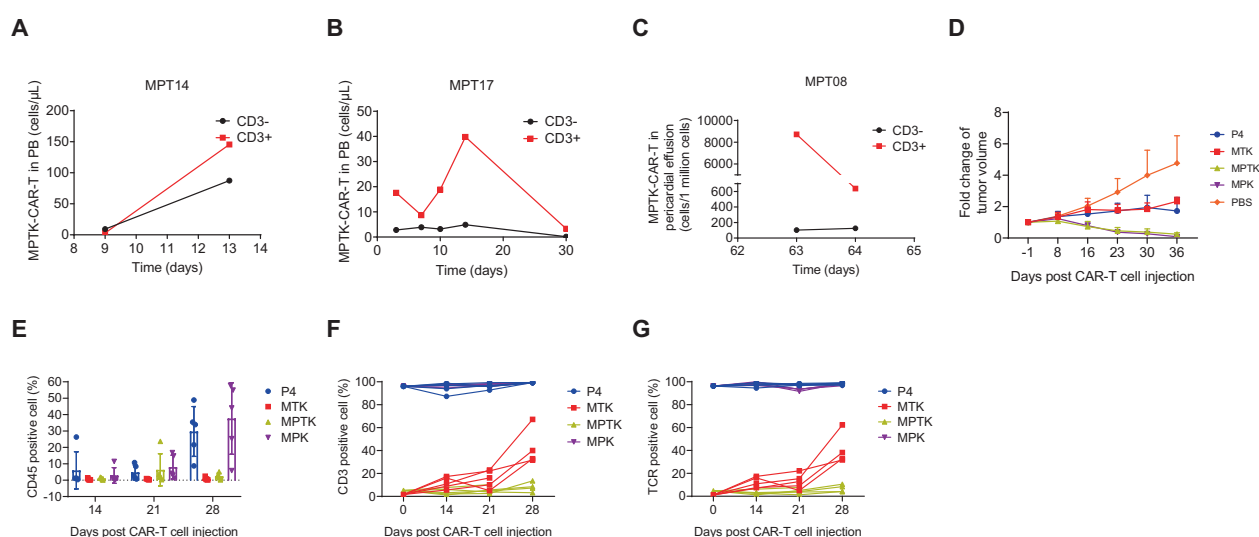 A
B
C
D
MPT14
MPTK-CAR-T in PB (cells/μL)
200
150
100
50
0
8
9
10
11
12
13
14
Time (days)
CD3-
CD3+
MPT17
MPTK-CAR-T in PB (cells/μL)
50
40
30
20
10
0
0
10
20
30
Time (days)
CD3-
CD3+
MPT08
MPTK-CAR-T in
pericardial effusion
(cells/1 million cells)
10000
8000
6000
4000
600
400
200
0
62
63
64
65
Time (days)
CD3-
CD3+
Fold change of
tumor volume
8
6
4
2
0
-1
8
16
23
30
36
Days post CAR-T cell injection
P4
MTK
MPTK
MPK
PBS
E
F
G
CD45 positive cell (%)
60
50
40
30
20
10
0
-10
14
21
28
Days post CAR-T cell injection
P4
MTK
MPTK
MPK
CD3 positive cell (%)
100
80
60
40
20
0
0
14
21
28
Days post CAR-T cell injection
P4
MTK
MPTK
MPK
TCR positive cell (%)
100
80
60
40
20
0
0
14
21
28
Days post CAR-T cell injection
P4
MTK
MPTK
MPK